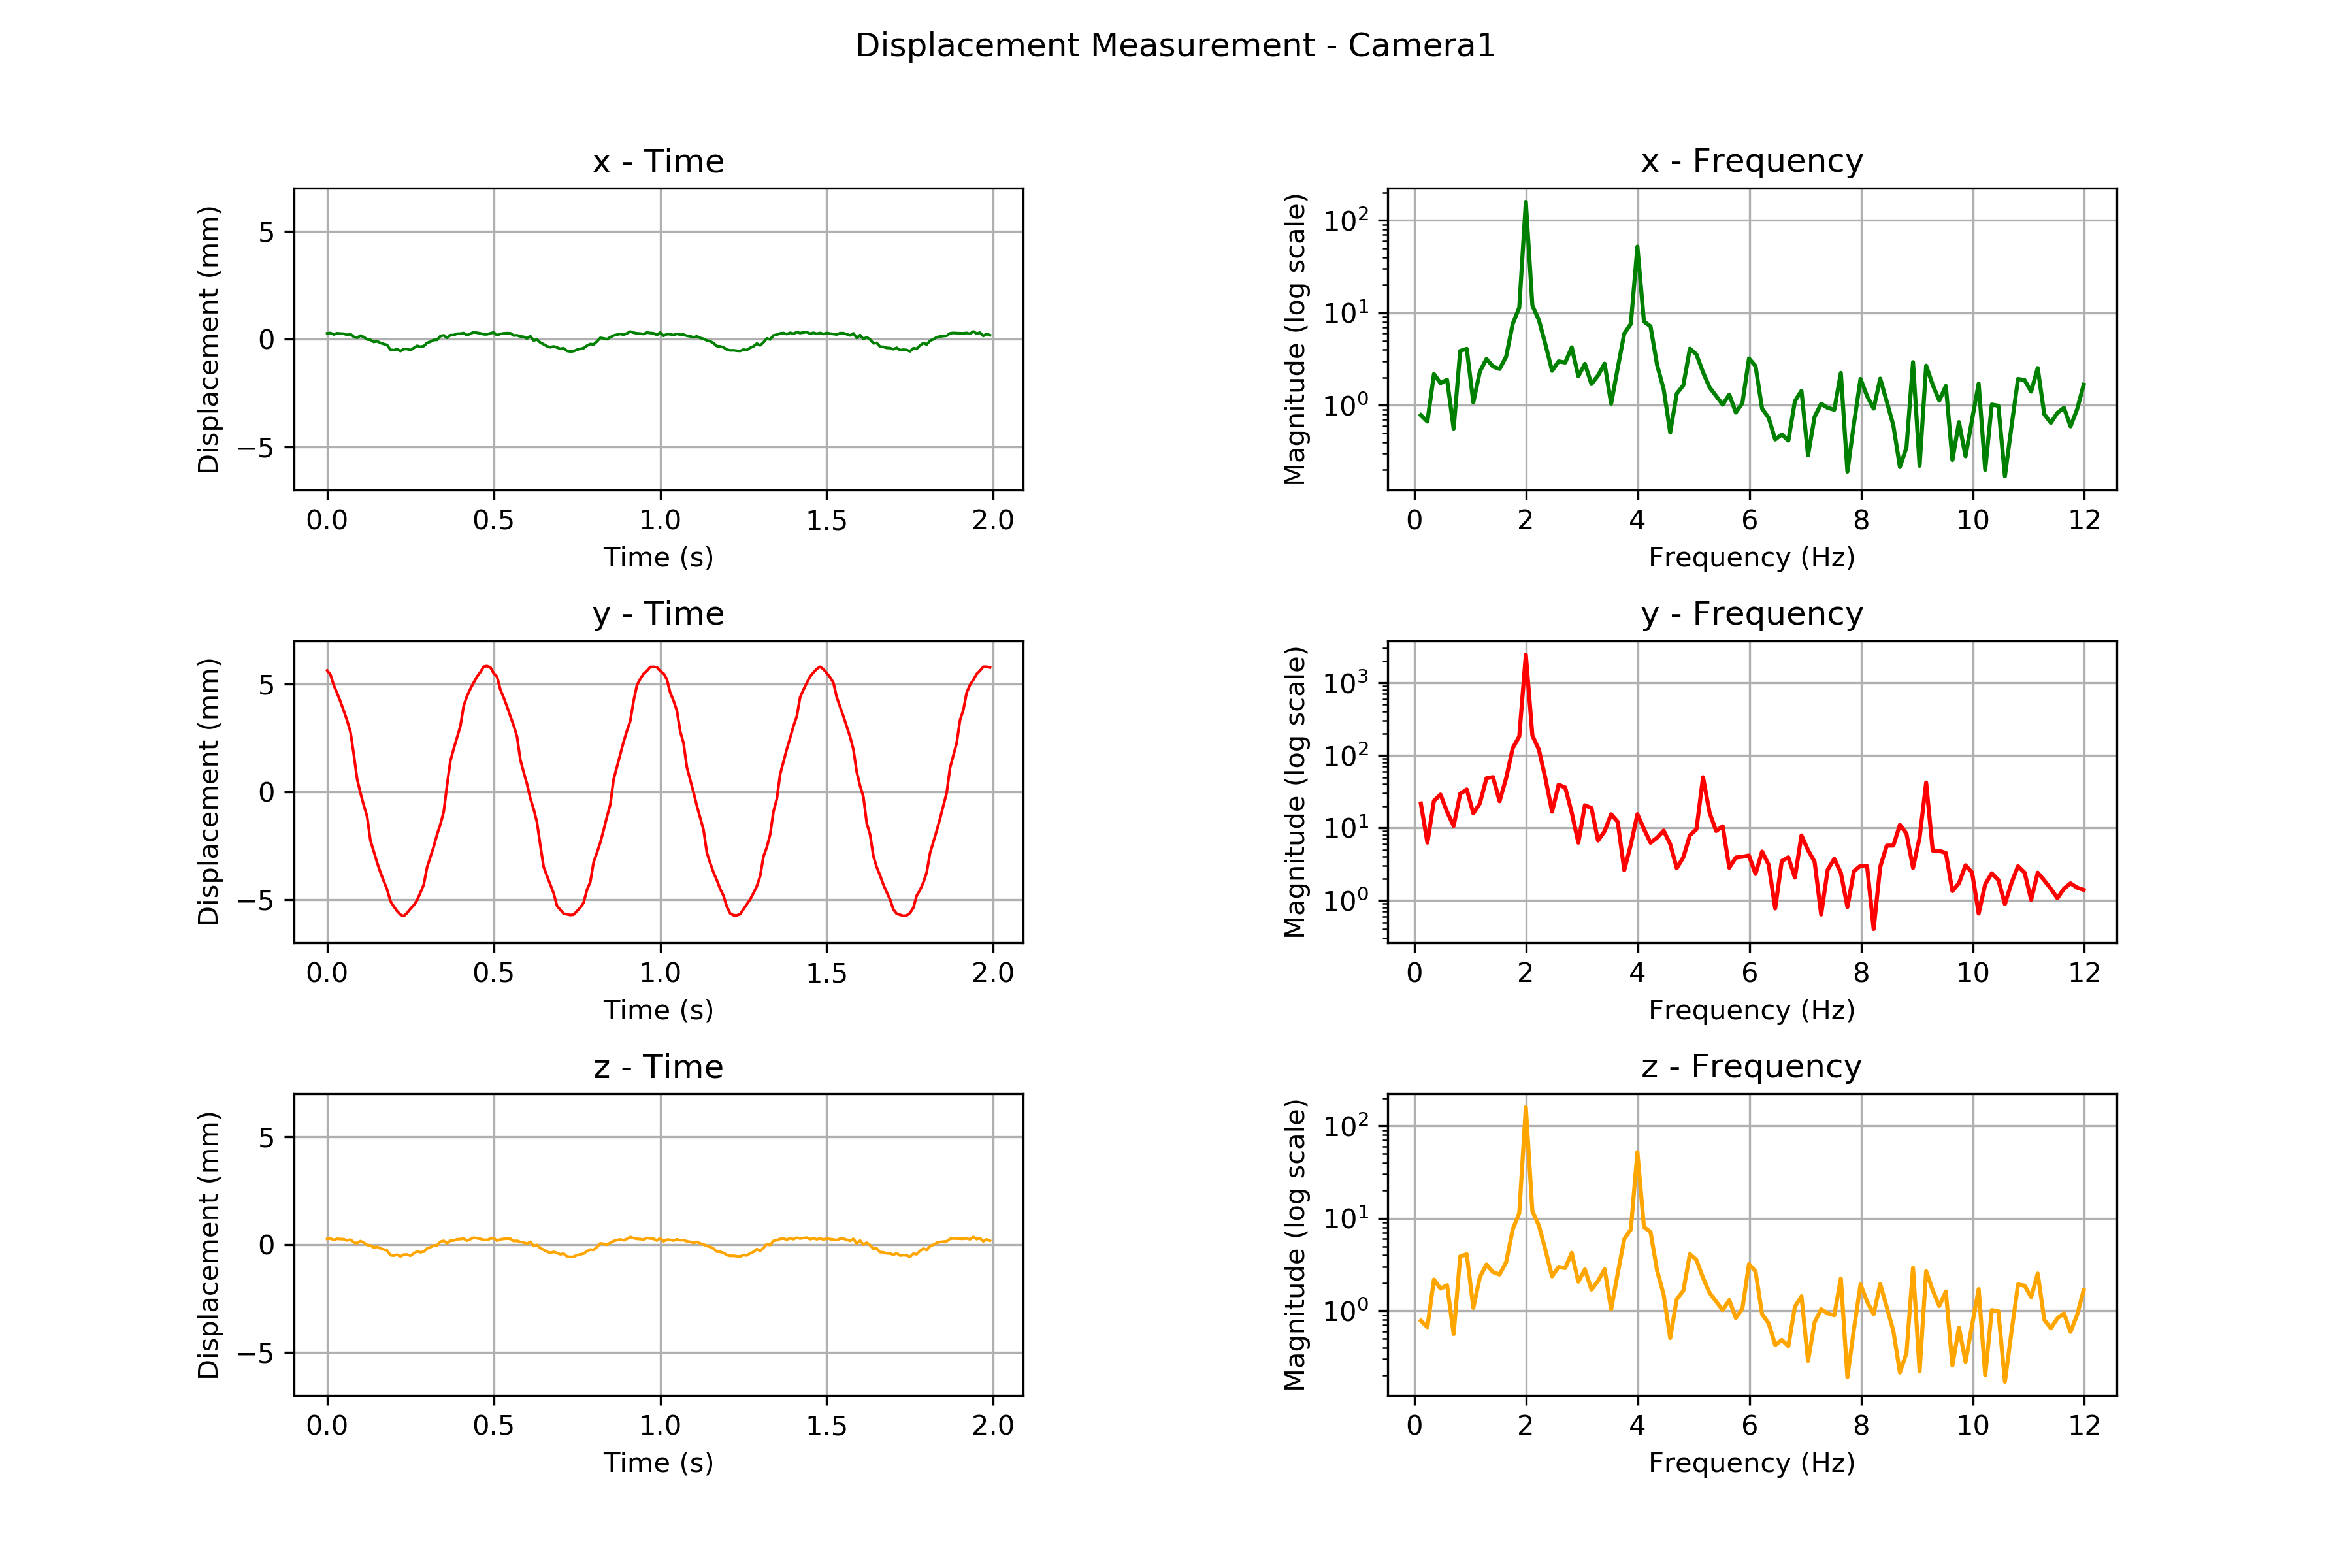 Displacement Measurement - Camera1
x - Time
Displacement (mm)
5
0
−5
0.0 0.5 1.0 1.5 2.0
Time (s)
x - Frequency
Magnitude (log scale)
10²
10¹
10⁰
0 2 4 6 8 10 12
Frequency (Hz)
y - Time
Displacement (mm)
5
0
−5
0.0 0.5 1.0 1.5 2.0
Time (s)
y - Frequency
Magnitude (log scale)
10³
10²
10¹
10⁰
0 2 4 6 8 10 12
Frequency (Hz)
z - Time
Displacement (mm)
5
0
−5
0.0 0.5 1.0 1.5 2.0
Time (s)
z - Frequency
Magnitude (log scale)
10²
10¹
10⁰
0 2 4 6 8 10 12
Frequency (Hz)